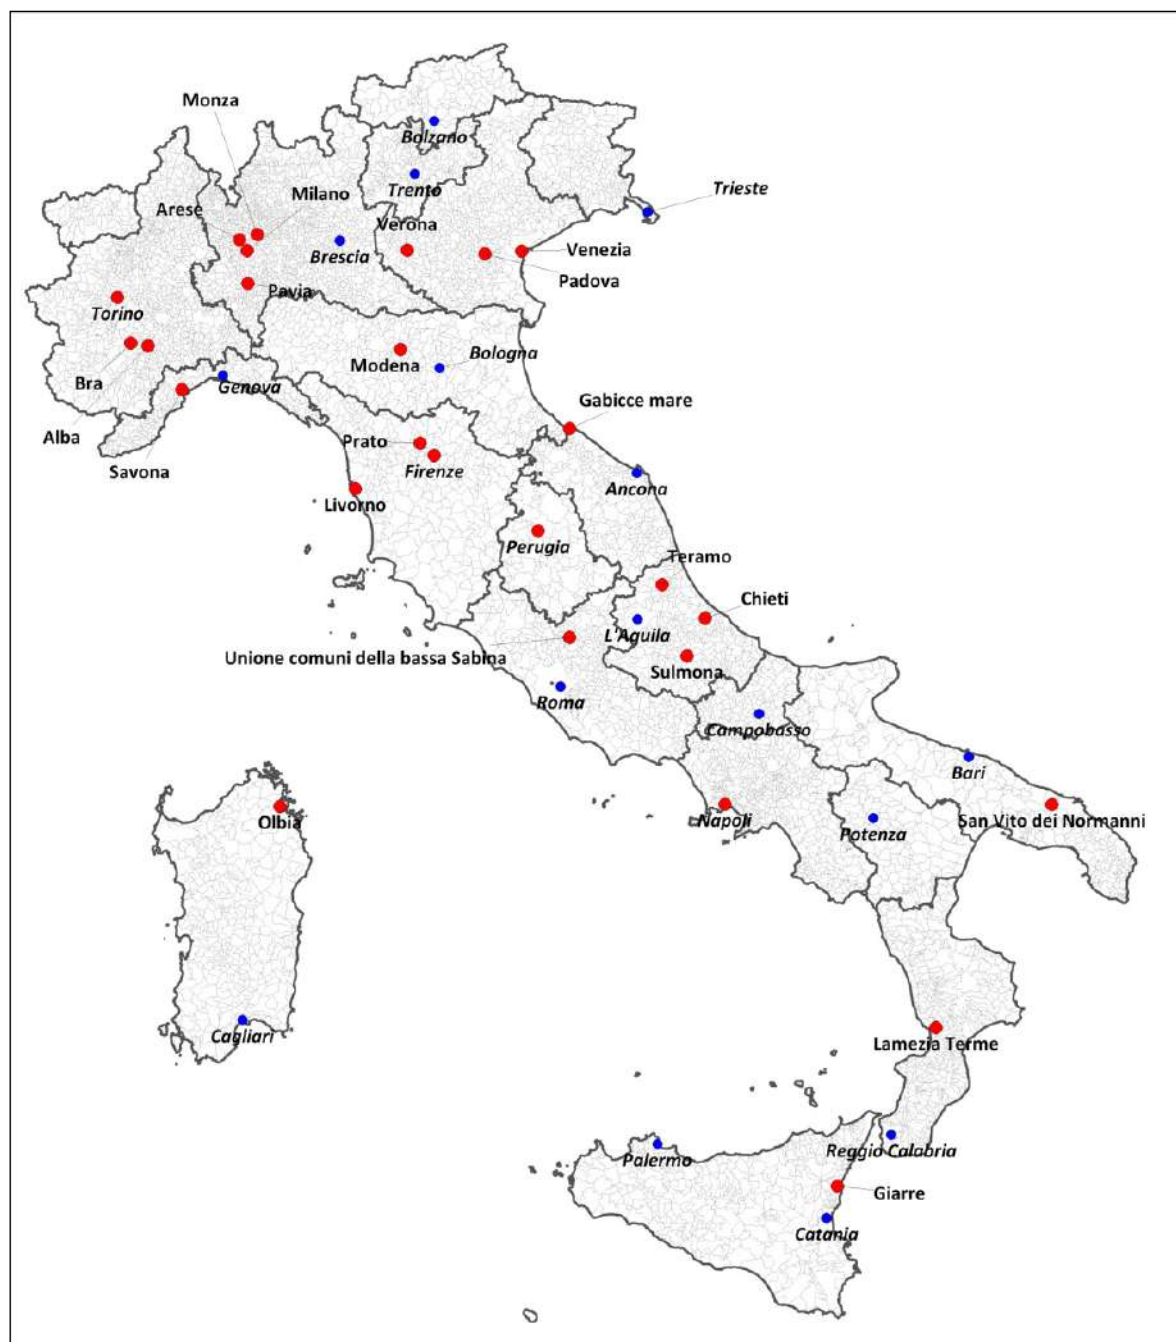 Monza
Bolzano
Milano
Trento
Trieste
Arese
Verona
Brescia
Venezia
Padova
Pavia
Torino
Modena
Bologna
Bra
Genova
Gabicce mare
Alba
Prato
Savona
Firenze
Ancona
Livorno
Perugia
Teramo
Chieti
L'Aquila
Unione comuni della bassa Sabina
Sulmona
Roma
Campobasso
Bari
Olbia
Napoli
Potenza
San Vito dei Normanni
Cagliari
Lamezia Terme
Palermo
Reggio Calabria
Giarre
Catania